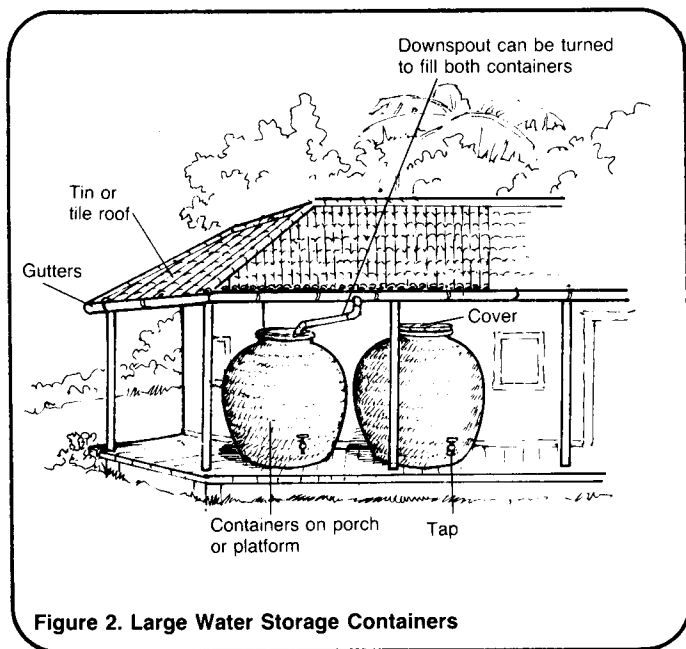 Downspout can be turned
to fill both containers
Tin or
tile roof
Gutters
Cover
Containers on porch
or platform
Tap
Figure 2. Large Water Storage Containers